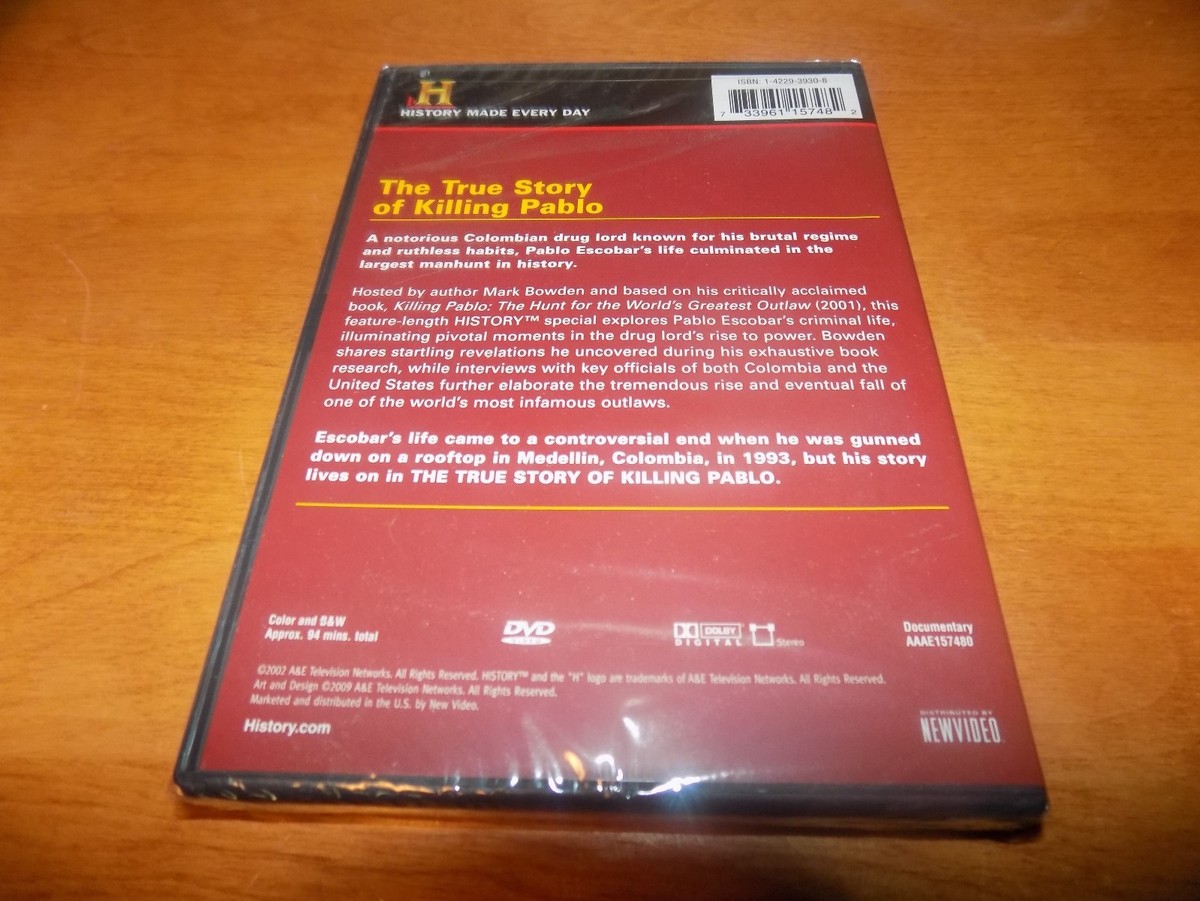 H
HISTORY MADE EVERY DAY
ISBN: 1-4229-3930-8
7 33961 15748 2
The True Story
of Killing Pablo
A notorious Colombian drug lord known for his brutal regime
and ruthless habits, Pablo Escobar's life culminated in the
largest manhunt in history.
Hosted by author Mark Bowden and based on his critically acclaimed
book, Killing Pablo: The Hunt for the World's Greatest Outlaw (2001), this
feature-length HISTORY™ special explores Pablo Escobar's criminal life,
illuminating pivotal moments in the drug lord's rise to power. Bowden
shares startling revelations he uncovered during his exhaustive book
research, while interviews with key officials of both Colombia and the
United States further elaborate the tremendous rise and eventual fall of
one of the world's most infamous outlaws.
Escobar's life came to a controversial end when he was gunned
down on a rooftop in Medellin, Colombia, in 1993, but his story
lives on in THE TRUE STORY OF KILLING PABLO.
Color and B&W
Approx. 94 mins. total
DVD
VIDEO
DOLBY
DIGITAL
Stereo
Documentary
AAAE157480
©2002 A&E Television Networks. All Rights Reserved. HISTORY™ and the "H" logo are trademarks of A&E Television Networks. All Rights Reserved.
Art and Design ©2009 A&E Television Networks. All Rights Reserved.
Marketed and distributed in the U.S. by New Video.
History.com
DISTRIBUTED BY
NEWVIDEO